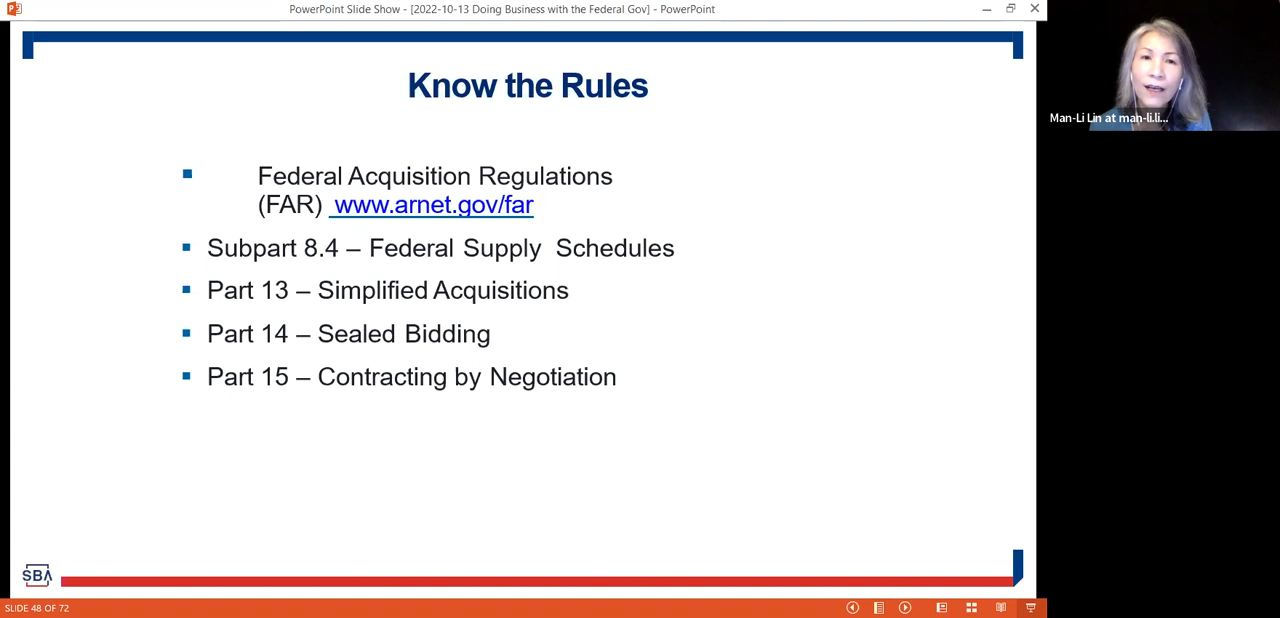 PowerPoint Slide Show - [2022-10-13 Doing Business with the Federal Gov] - PowerPoint
Know the Rules
Man-Li Lin at man-li.li...
Federal Acquisition Regulations
(FAR) www.arnet.gov/far
Subpart 8.4 – Federal Supply Schedules
Part 13 – Simplified Acquisitions
Part 14 – Sealed Bidding
Part 15 – Contracting by Negotiation
SBA
SLIDE 48 OF 72